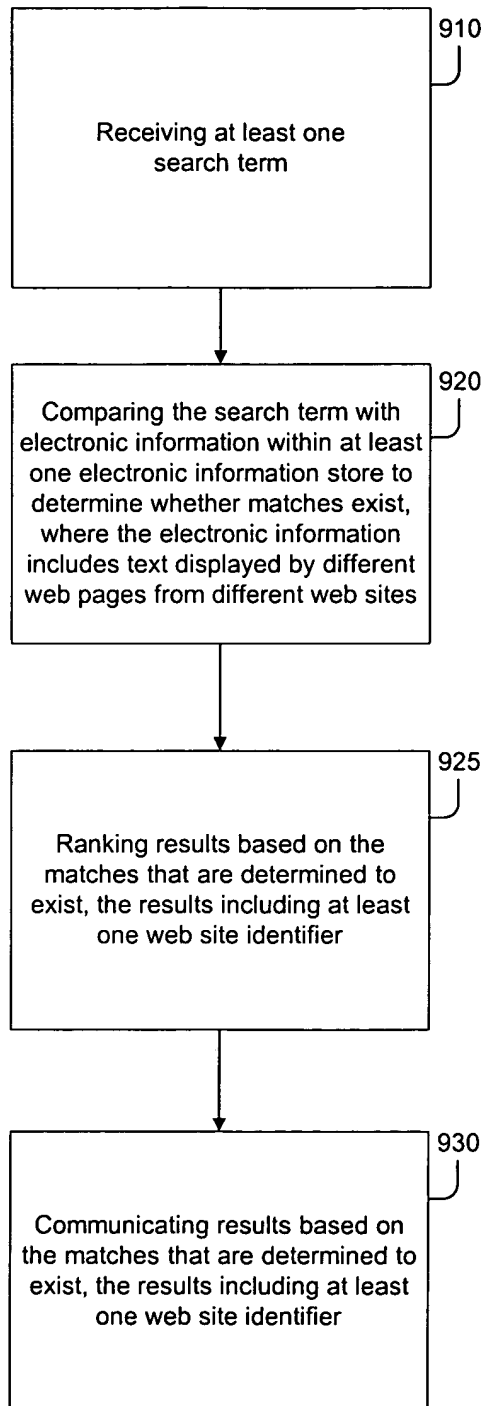 910
Receiving at least one
search term
920
Comparing the search term with
electronic information within at least
one electronic information store to
determine whether matches exist,
where the electronic information
includes text displayed by different
web pages from different web sites
925
Ranking results based on the
matches that are determined to
exist, the results including at least
one web site identifier
930
Communicating results based on
the matches that are determined to
exist, the results including at least
one web site identifier